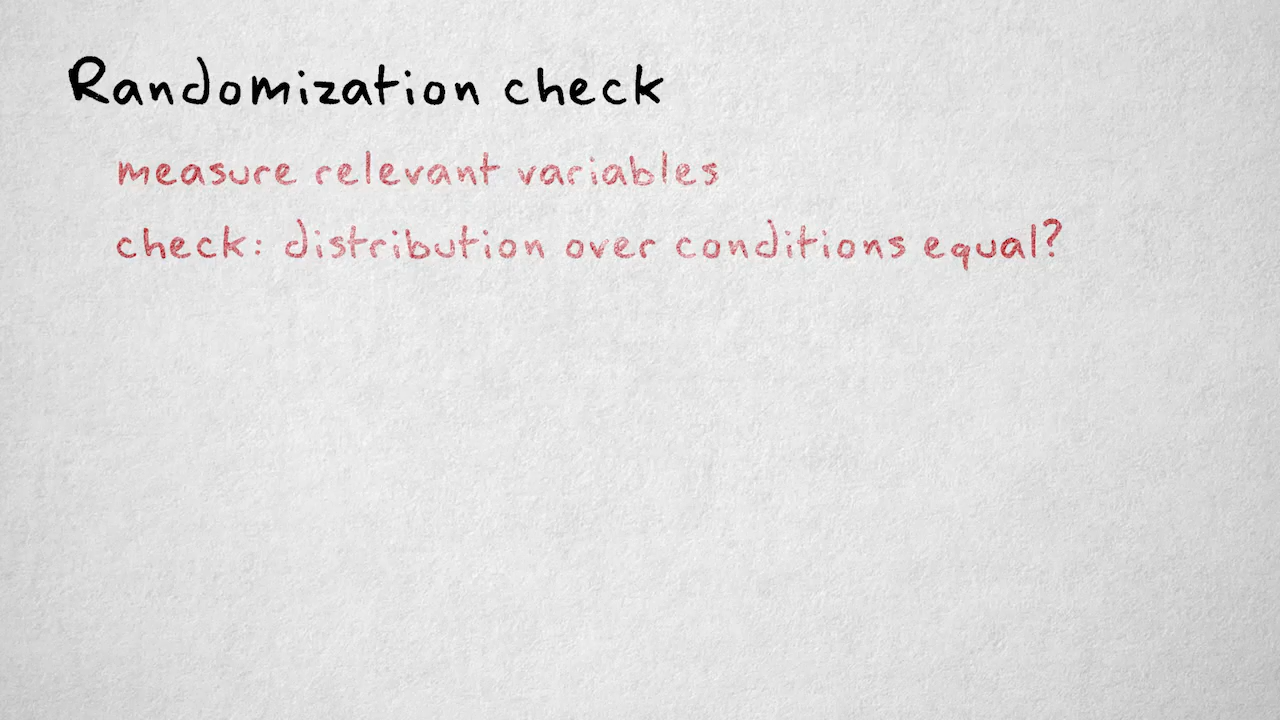 Randomization check
measure relevant variables
check: distribution over conditions equal?